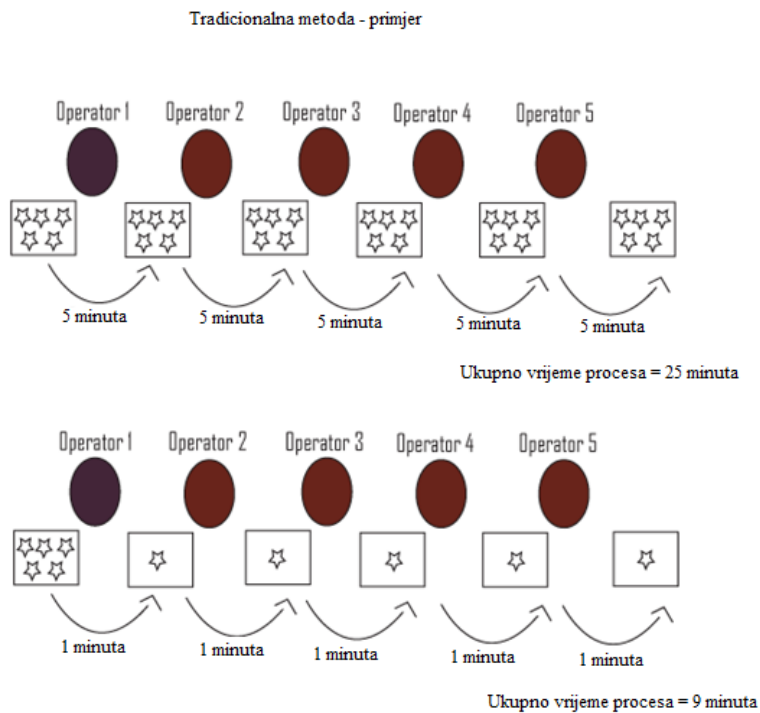 Tradicionalna metoda - primjer
Operator 1 Operator 2 Operator 3 Operator 4 Operator 5
5 minuta 5 minuta 5 minuta 5 minuta 5 minuta
Ukupno vrijeme procesa = 25 minuta
Operator 1 Operator 2 Operator 3 Operator 4 Operator 5
1 minuta 1 minuta 1 minuta 1 minuta 1 minuta
Ukupno vrijeme procesa = 9 minuta